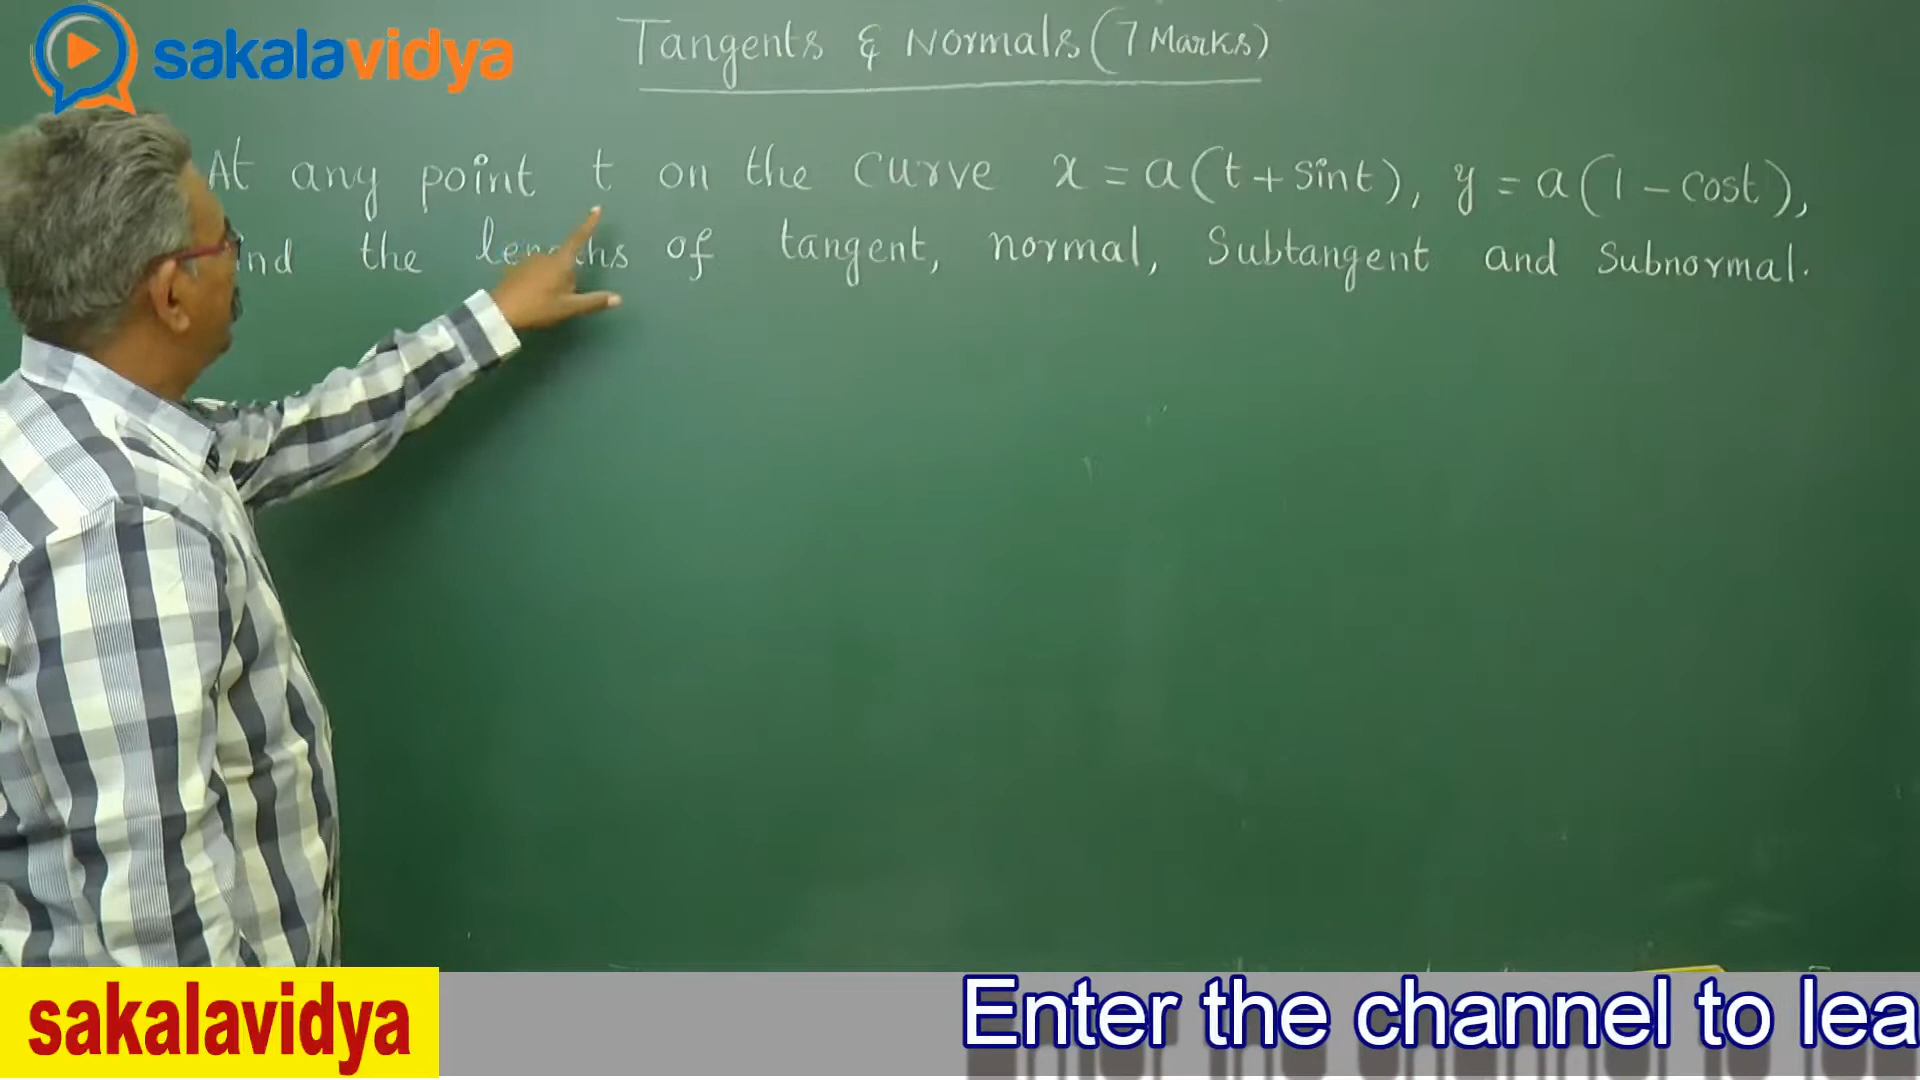 sakalavidya
Tangents & Normals (7 Marks)
At any point t on the curve x = a(t + sint), y = a(1 - cost),
the lengths of tangent, normal, Subtangent and Subnormal.
sakalavidya
Enter the channel to lea